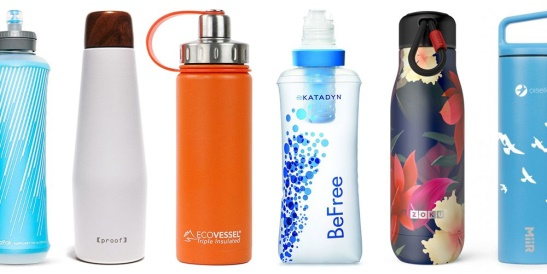 [proof]
ECOVESSEL®
Triple Insulated
KATADYN
BeFree
ZOKU
MiiR